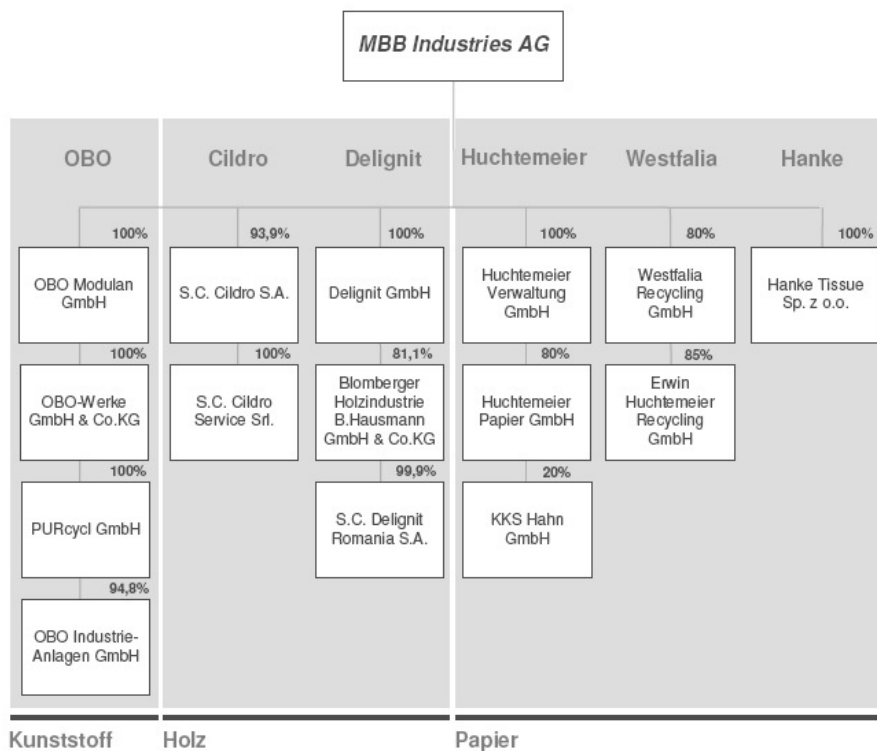 MBB Industries AG
OBO
Cildro
Delignit
Huchtemeier
Westfalia
Hanke
100%
93,9%
100%
100%
80%
100%
OBO Modulan
GmbH
S.C. Cildro S.A.
Delignit GmbH
Huchtemeier
Verwaltung
GmbH
Westfalia
Recycling
GmbH
Hanke Tissue
Sp. z o.o.
100%
100%
81,1%
80%
85%
OBO-Werke
GmbH & Co.KG
S.C. Cildro
Service Srl.
Blomberger
Holzindustrie
B.Hausmann
GmbH & Co.KG
Huchtemeier
Papier GmbH
Erwin
Huchtemeier
Recycling
GmbH
100%
99,9%
20%
PURcycl GmbH
S.C. Delignit
Romania S.A.
KKS Hahn
GmbH
94,8%
OBO Industrie-
Anlagen GmbH
Kunststoff
Holz
Papier